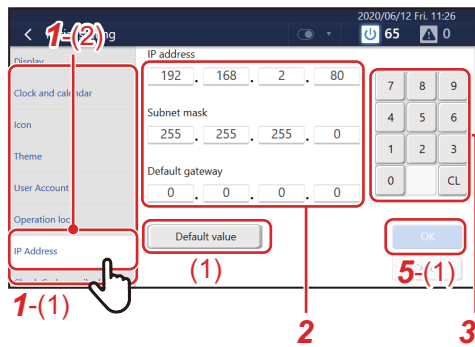 2020/06/12 Fri. 11:26
1-(2)
65
0
Display
Clock and calendar
Icon
Theme
User Account
Operation loc
IP Address
1-(1)
IP address
192 . 168 . 2 . 80
Subnet mask
255 . 255 . 255 . 0
Default gateway
0 . 0 . 0 . 0
Default value
(1)
2
7 8 9
4 5 6
1 2 3
0 CL
OK
5-(1)
3